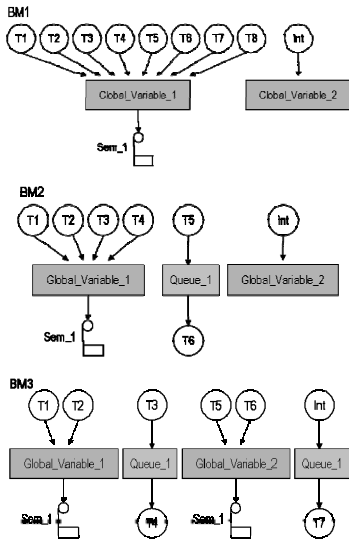 BM1
T1 T2 T3 T4 T5 T6 T7 T8 Int
Global_Variable_1 Global_Variable_2
Sem_1
BM2
T1 T2 T3 T4 T5 Int
Global_Variable_1 Queue_1 Global_Variable_2
Sem_1
T6
BM3
T1 T2 T3 T5 T6 Int
Global_Variable_1 Queue_1 Global_Variable_2 Queue_1
Sem_1 T4 Sem_1 T7